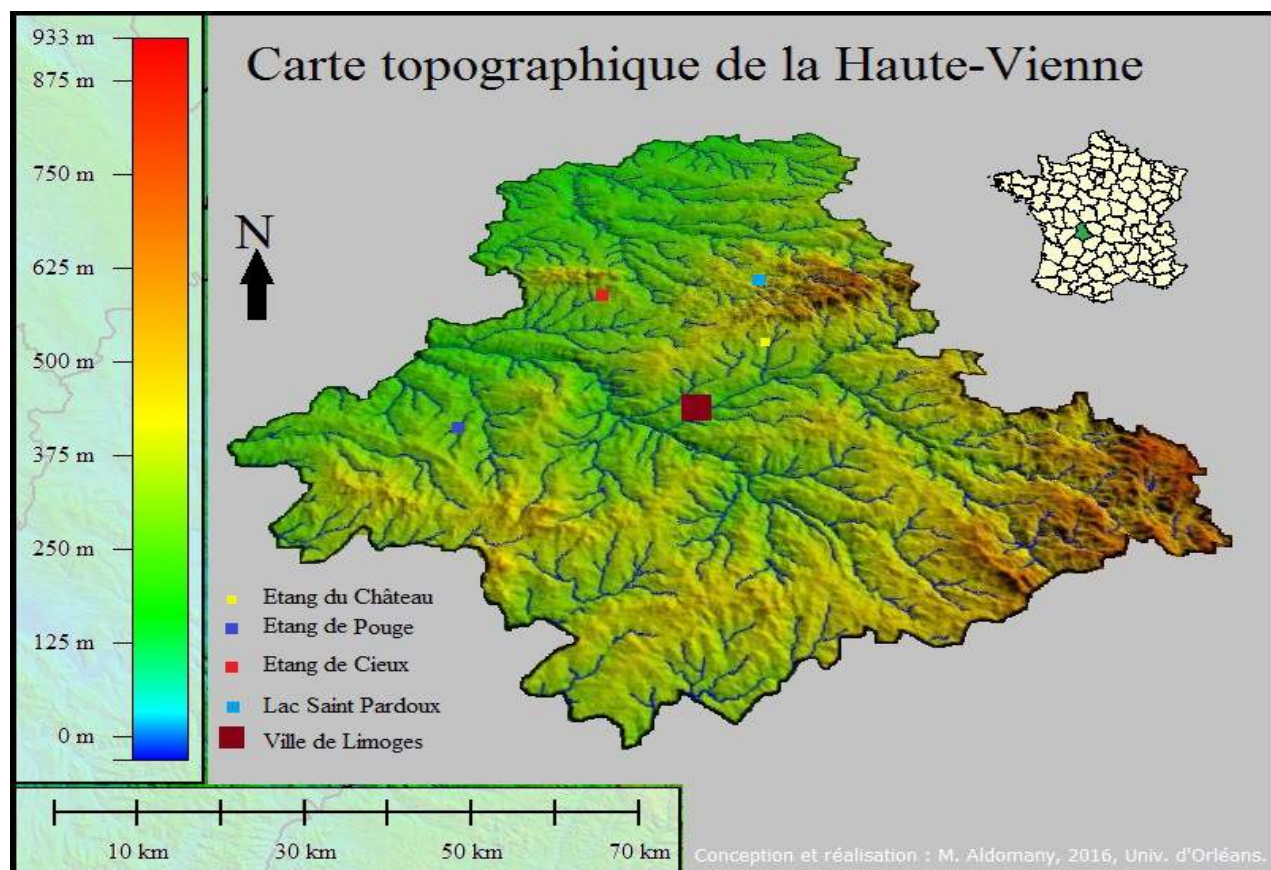 Carte topographique de la Haute-Vienne
933 m
875 m
750 m
625 m
500 m
375 m
250 m
125 m
0 m
N
Etang du Château
Etang de Pouge
Etang de Cieux
Lac Saint Pardoux
Ville de Limoges
10 km 30 km 50 km 70 km
Conception et réalisation : M. Aldomany, 2016, Univ. d'Orléans.